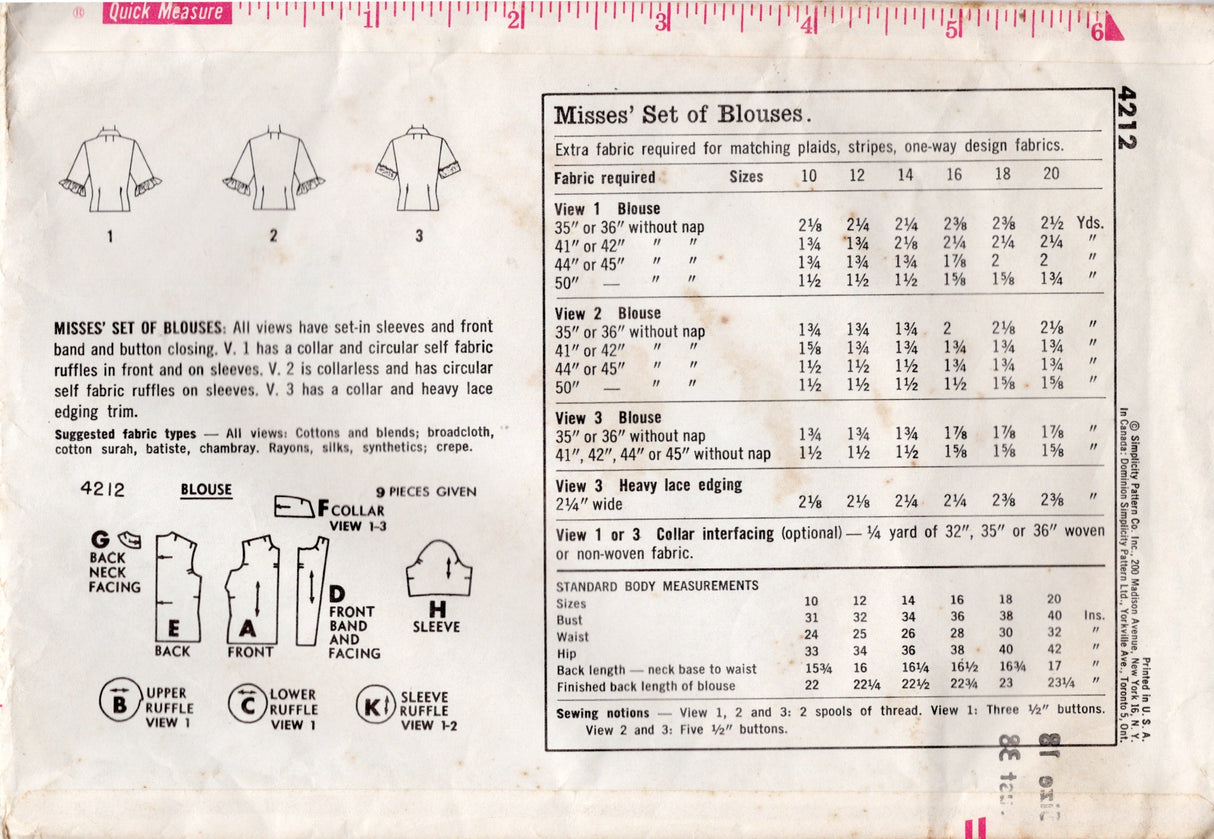 ® Quick Measure 1 2 3 4 5 6
1 2 3
MISSES' SET OF BLOUSES: All views have set-in sleeves and front
band and button closing. V. 1 has a collar and circular self fabric
ruffles in front and on sleeves. V. 2 is collarless and has circular
self fabric ruffles on sleeves. V. 3 has a collar and heavy lace
edging trim.
Suggested fabric types — All views: Cottons and blends; broadcloth,
cotton surah, batiste, chambray. Rayons, silks, synthetics; crepe.
4212 BLOUSE 9 PIECES GIVEN
F COLLAR
VIEW 1-3
G
BACK
NECK
FACING
E
BACK
A
FRONT
D
FRONT
BAND
AND
FACING
H
SLEEVE
B UPPER
RUFFLE
VIEW 1
C LOWER
RUFFLE
VIEW 1
K SLEEVE
RUFFLE
VIEW 1-2
Misses' Set of Blouses.
Extra fabric required for matching plaids, stripes, one-way design fabrics.
Fabric required Sizes 10 12 14 16 18 20
View 1 Blouse
35" or 36" without nap 2⅛ 2¼ 2¼ 2⅜ 2⅜ 2½ Yds.
41" or 42" " " 1¾ 1¾ 2⅛ 2¼ 2¼ 2¼ "
44" or 45" " " 1¾ 1¾ 1¾ 1⅞ 2 2 "
50" — " " 1½ 1½ 1½ 1⅝ 1⅝ 1¾ "
View 2 Blouse
35" or 36" without nap 1¾ 1¾ 1¾ 2 2⅛ 2⅛ "
41" or 42" " " 1⅝ 1¾ 1¾ 1¾ 1¾ 1¾ "
44" or 45" " " 1½ 1½ 1½ 1¾ 1¾ 1¾ "
50" — " " 1½ 1½ 1½ 1½ 1⅝ 1⅝ "
View 3 Blouse
35" or 36" without nap 1¾ 1¾ 1¾ 1⅞ 1⅞ 1⅞ "
41", 42", 44" or 45" without nap 1½ 1½ 1½ 1⅝ 1⅝ 1⅝ "
View 3 Heavy lace edging
2¼" wide 2⅛ 2⅛ 2¼ 2¼ 2⅜ 2⅜ "
View 1 or 3 Collar interfacing (optional) — ¼ yard of 32", 35" or 36" woven
or non-woven fabric.
STANDARD BODY MEASUREMENTS
Sizes 10 12 14 16 18 20
Bust 31 32 34 36 38 40 Ins.
Waist 24 25 26 28 30 32 "
Hip 33 34 36 38 40 42 "
Back length — neck base to waist 15¾ 16 16¼ 16½ 16¾ 17 "
Finished back length of blouse 22 22¼ 22½ 22¾ 23 23¼ "
Sewing notions — View 1, 2 and 3: 2 spools of thread. View 1: Three ½" buttons.
View 2 and 3: Five ½" buttons.
4212
Printed in U. S. A.
© Simplicity Pattern Co. Inc., 200 Madison Avenue, New York 16, N. Y.
In Canada: Dominion Simplicity Pattern Ltd., Yorkville Ave., Toronto 5, Ont.
size 18
38